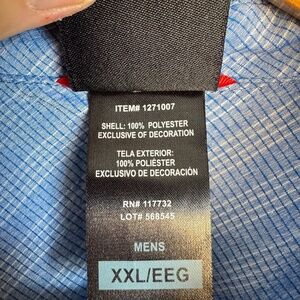 ITEM# 1271007
SHELL: 100% POLYESTER
EXCLUSIVE OF DECORATION
TELA EXTERIOR:
100% POLIÉSTER
EXCLUSIVO DE DECORACIÓN
RN# 117732
LOT# 568545
MENS
XXL/EEG